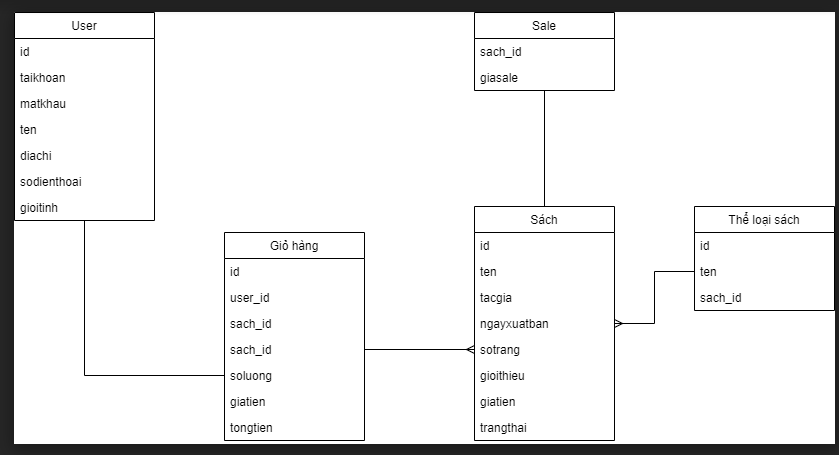 User
id
taikhoan
matkhau
ten
diachi
sodienthoai
gioitinh
Sale
sach_id
giasale
Giỏ hàng
id
user_id
sach_id
sach_id
soluong
giatien
tongtien
Sách
id
ten
tacgia
ngayxuatban
sotrang
gioithieu
giatien
trangthai
Thể loại sách
id
ten
sach_id